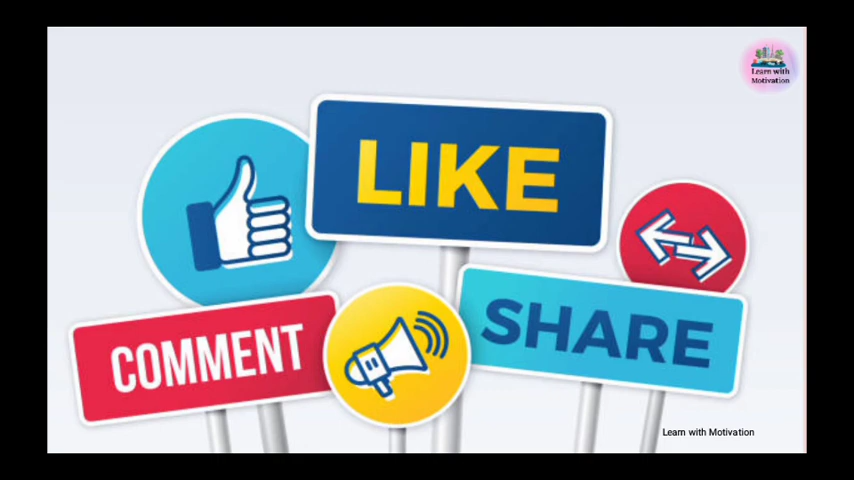 Learn with
Motivation
LIKE
SHARE
COMMENT
Learn with Motivation